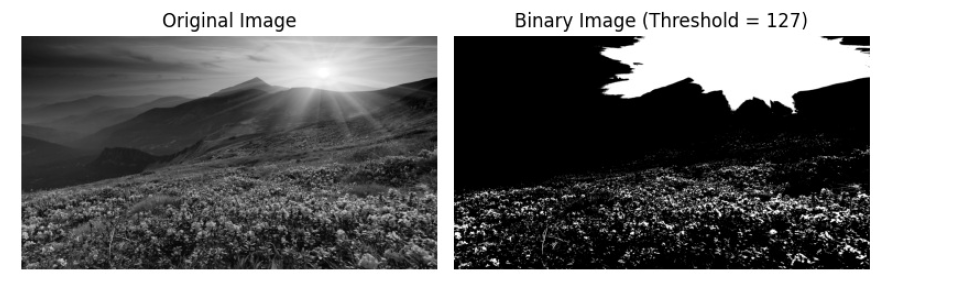 Original Image
Binary Image (Threshold = 127)